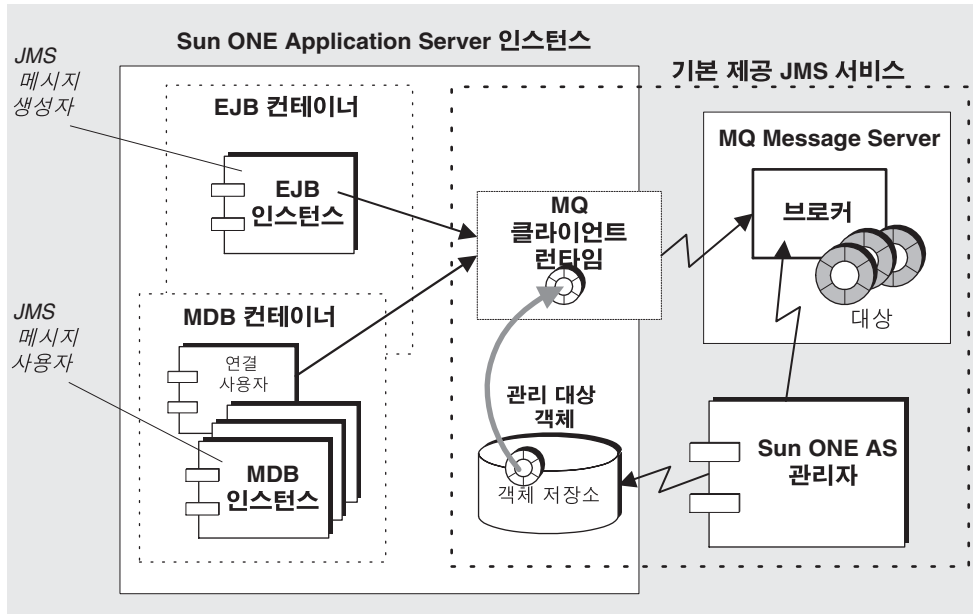 Sun ONE Application Server 인스턴스
JMS
메시지
생성자
기본 제공 JMS 서비스
EJB 컨테이너
MQ Message Server
EJB
인스턴스
MQ
클라이언트
런타임
브로커
대상
JMS
메시지
사용자
MDB 컨테이너
연결
사용자
관리 대상
객체
MDB
인스턴스
객체 저장소
Sun ONE AS
관리자